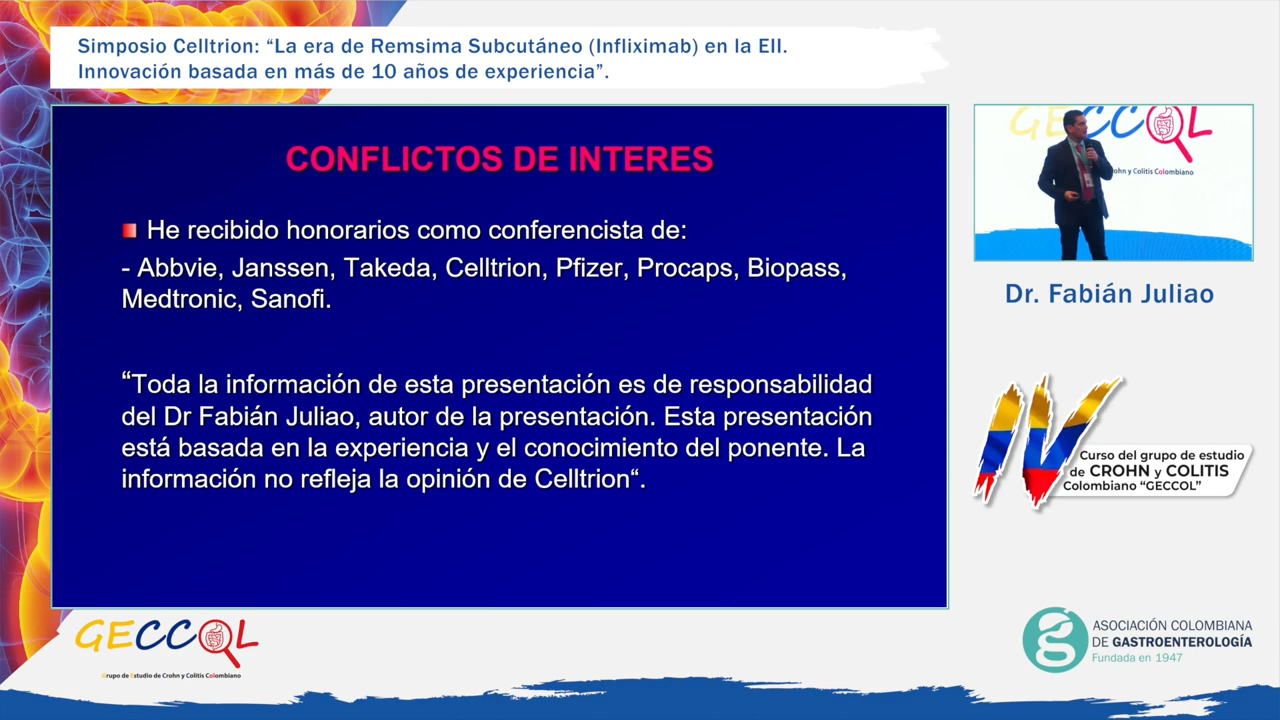 Simposio Celltrion: “La era de Remsima Subcutáneo (Infliximab) en la EII.
Innovación basada en más de 10 años de experiencia”.
CONFLICTOS DE INTERES
He recibido honorarios como conferencista de:
- Abbvie, Janssen, Takeda, Celltrion, Pfizer, Procaps, Biopass,
Medtronic, Sanofi.
“Toda la información de esta presentación es de responsabilidad
del Dr Fabián Juliao, autor de la presentación. Esta presentación
está basada en la experiencia y el conocimiento del ponente. La
información no refleja la opinión de Celltrion“.
GECCOL
rohn y Colitis Colombiano
Dr. Fabián Juliao
IV
Curso del grupo de estudio
de CROHN y COLITIS
Colombiano “GECCOL”
GECCOL
Grupo de Estudio de Crohn y Colitis Colombiano
ASOCIACIÓN COLOMBIANA
DE GASTROENTEROLOGÍA
Fundada en 1947